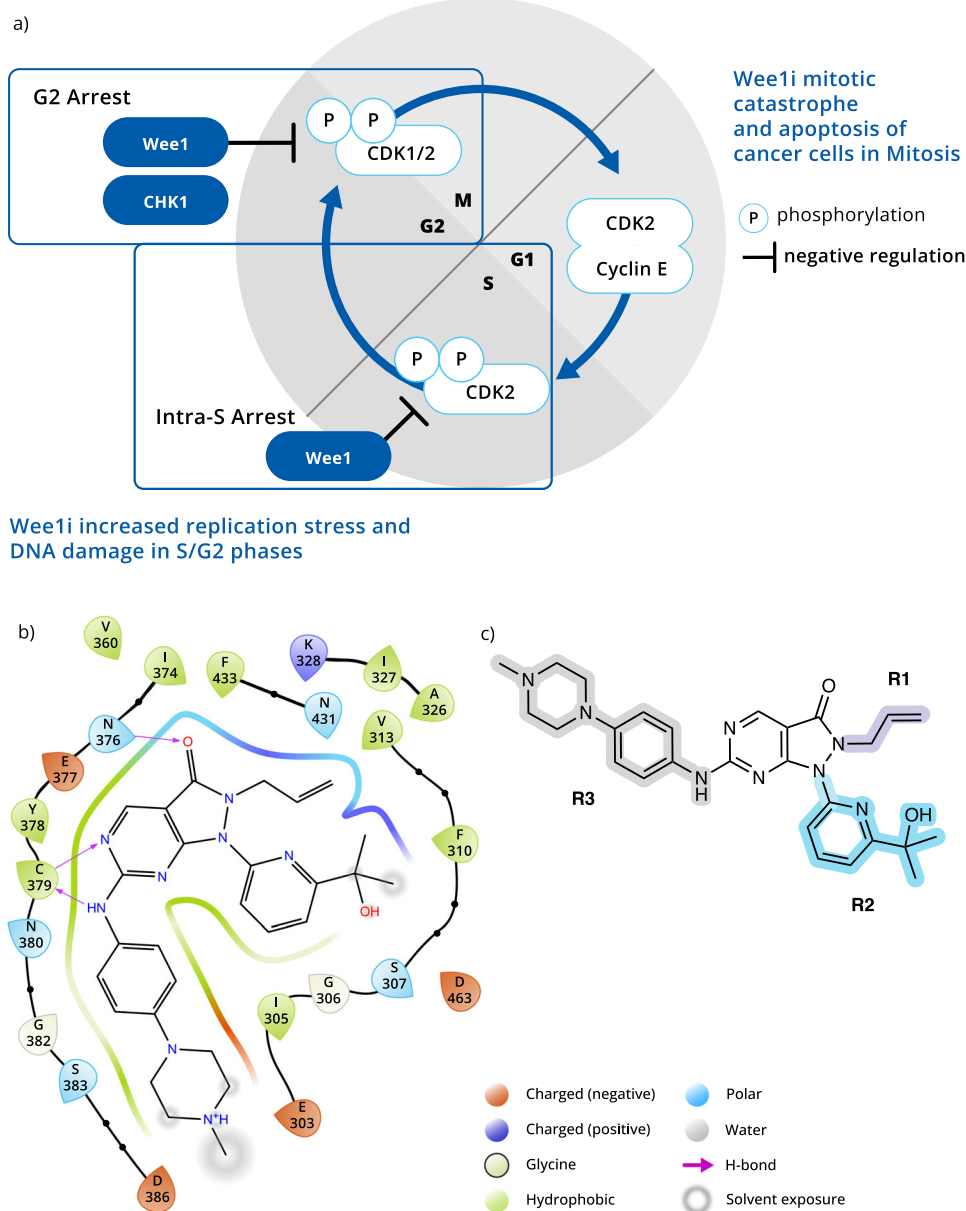 a)
G2 Arrest
Wee1
CHK1
P P
CDK1/2
M
G2
G1
S
CDK2
Cyclin E
P P
CDK2
Intra-S Arrest
Wee1
Wee1i mitotic
catastrophe
and apoptosis of
cancer cells in Mitosis
P phosphorylation
negative regulation
Wee1i increased replication stress and
DNA damage in S/G2 phases
b)
V
360
I
374
F
433
K
328
I
327
A
326
N
431
V
313
N
376
E
377
Y
378
C
379
N
380
G
382
S
383
D
386
F
310
S
307
D
463
G
306
I
305
E
303
O
N
N
N
N
N
HN
OH
N
N+H
c)
O
R1
N
N
N
N
N
N
N
N
H
N
OH
R3
R2
Charged (negative)
Charged (positive)
Glycine
Hydrophobic
Polar
Water
H-bond
Solvent exposure